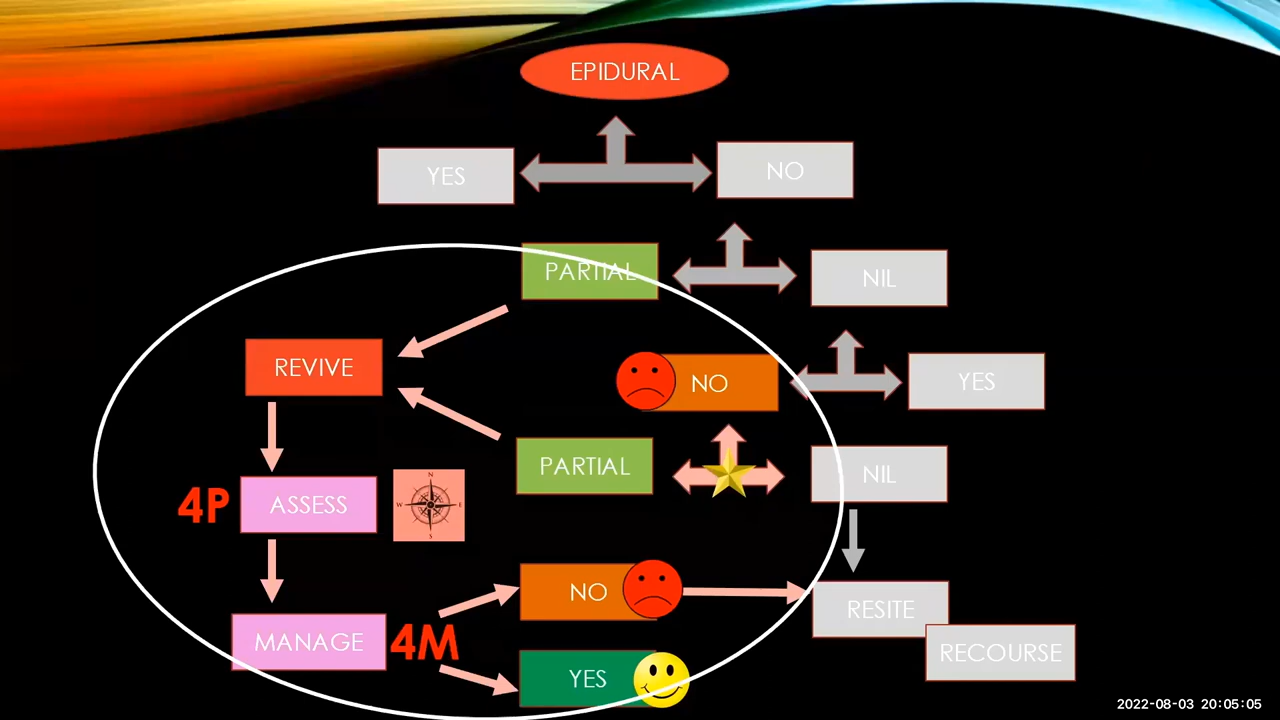 EPIDURAL
YES
NO
PARTIAL
NIL
REVIVE
NO
YES
PARTIAL
NIL
4P
ASSESS
N
W
E
S
NO
RESITE
MANAGE
4M
RECOURSE
YES
2022-08-03 20:05:05